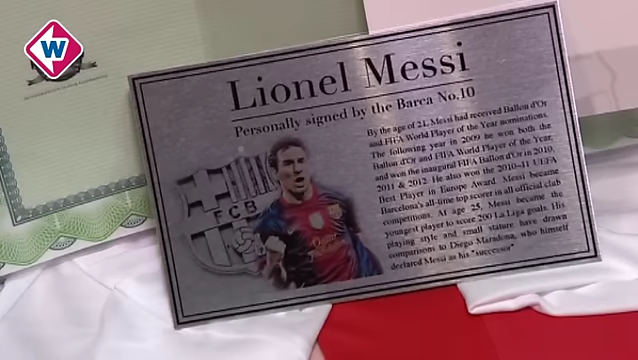 W
Lionel Messi
Personally signed by the Barca No.10
By the age of 21, Messi had received Ballon d'Or
and FIFA World Player of the Year nominations.
The following year in 2009 he won both the
Ballon d'Or and FIFA World Player of the Year,
and won the inaugural FIFA Ballon d'Or in 2010,
2011 & 2012. He also won the 2010-11 UEFA
Best Player in Europe Award. Messi became
Barcelona's all-time top scorer in all official club
competitions. At age 25, Messi became the
youngest player to score 200 La Liga goals. His
playing style and small stature have drawn
comparisons to Diego Maradona, who himself
declared Messi as his "successor"
FCB